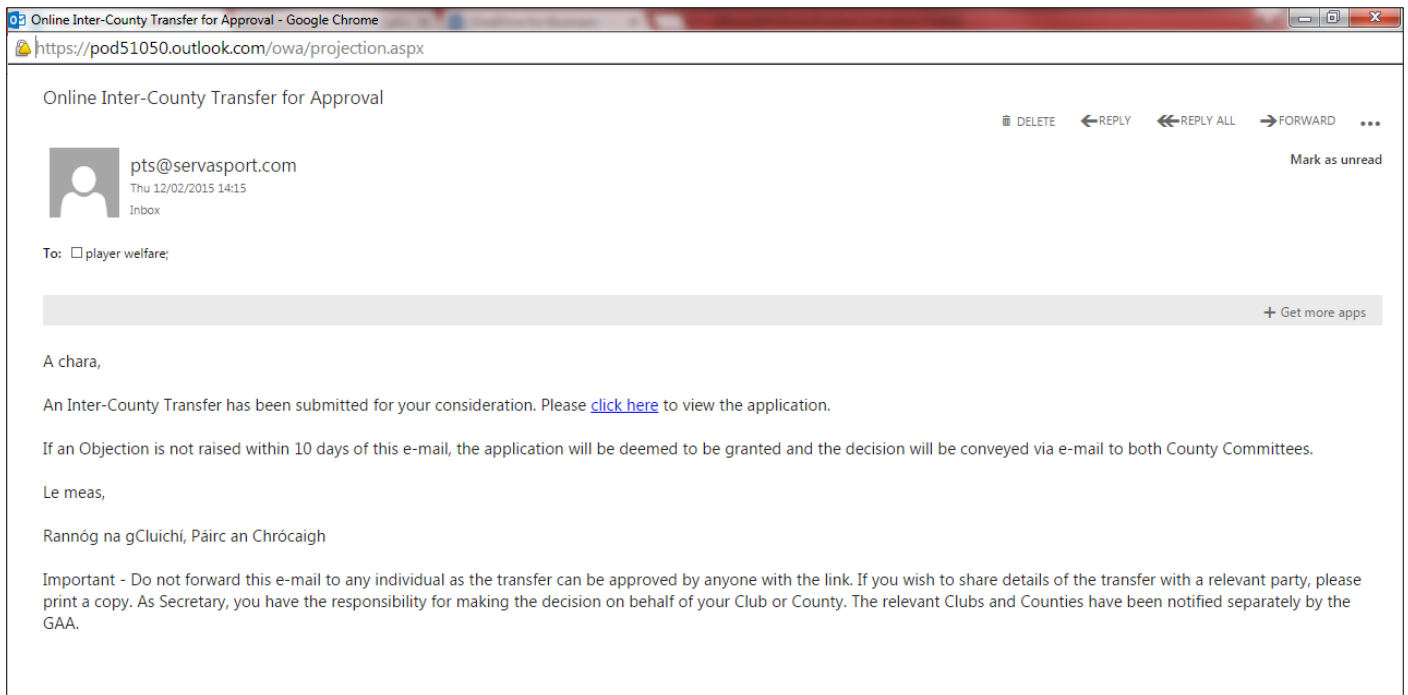 Online Inter-County Transfer for Approval - Google Chrome
https://pod51050.outlook.com/owa/projection.aspx
Online Inter-County Transfer for Approval
DELETE REPLY REPLY ALL FORWARD ...
pts@servasport.com
Mark as unread
Thu 12/02/2015 14:15
Inbox
To: player welfare;
+ Get more apps
A chara,
An Inter-County Transfer has been submitted for your consideration. Please click here to view the application.
If an Objection is not raised within 10 days of this e-mail, the application will be deemed to be granted and the decision will be conveyed via e-mail to both County Committees.
Le meas,
Rannóg na gCluichí, Páirc an Chrócaigh
Important - Do not forward this e-mail to any individual as the transfer can be approved by anyone with the link. If you wish to share details of the transfer with a relevant party, please
print a copy. As Secretary, you have the responsibility for making the decision on behalf of your Club or County. The relevant Clubs and Counties have been notified separately by the
GAA.